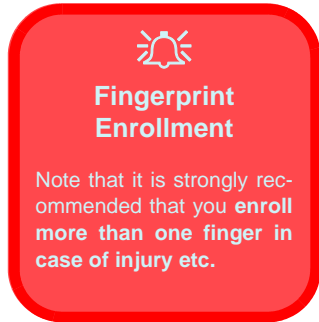 Fingerprint
Enrollment
Note that it is strongly rec-
ommended that you enroll
more than one finger in
case of injury etc.